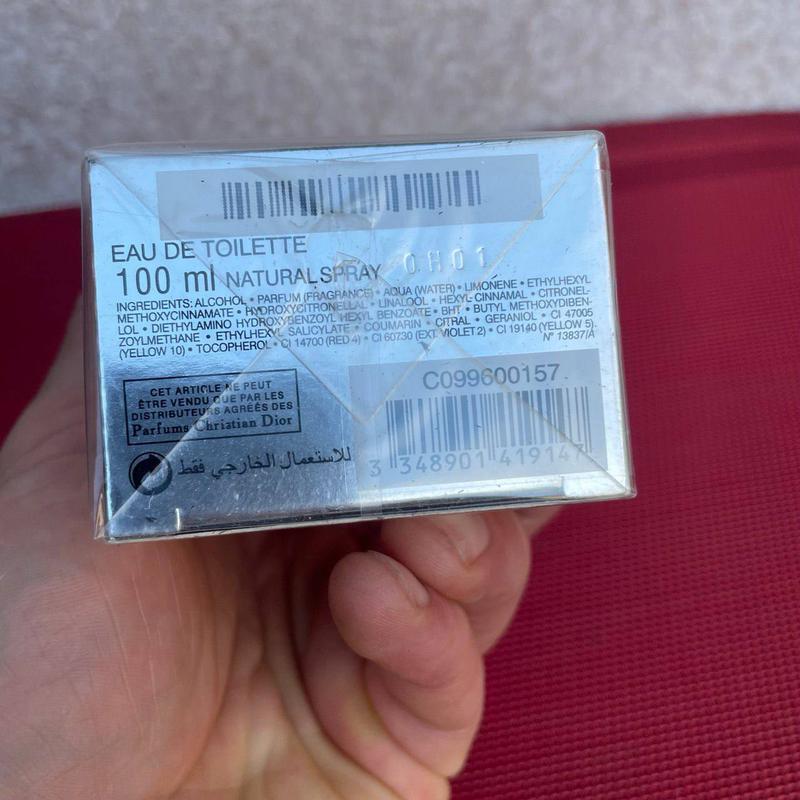 EAU DE TOILETTE
100 ml NATURAL SPRAY 0H01
INGREDIENTS: ALCOHOL • PARFUM (FRAGRANCE) • AQUA (WATER) • LIMONENE • ETHYLHEXYL
METHOXYCINNAMATE • HYDROXYCITRONELLAL • LINALOOL • HEXYL CINNAMAL • CITRONEL-
LOL • DIETHYLAMINO HYDROXYBENZOYL HEXYL BENZOATE • BHT • BUTYL METHOXYDIBEN-
ZOYLMETHANE • ETHYLHEXYL SALICYLATE • COUMARIN • CITRAL • GERANIOL • CI 47005
(YELLOW 10) • TOCOPHEROL • CI 14700 (RED 4) • CI 60730 (EXT. VIOLET 2) • CI 19140 (YELLOW 5).
N° 13837/A
CET ARTICLE NE PEUT
ÊTRE VENDU QUE PAR LES
DISTRIBUTEURS AGRÉÉS DES
Parfums Christian Dior
للاستعمال الخارجي فقط
C099600157
3 348901 419147